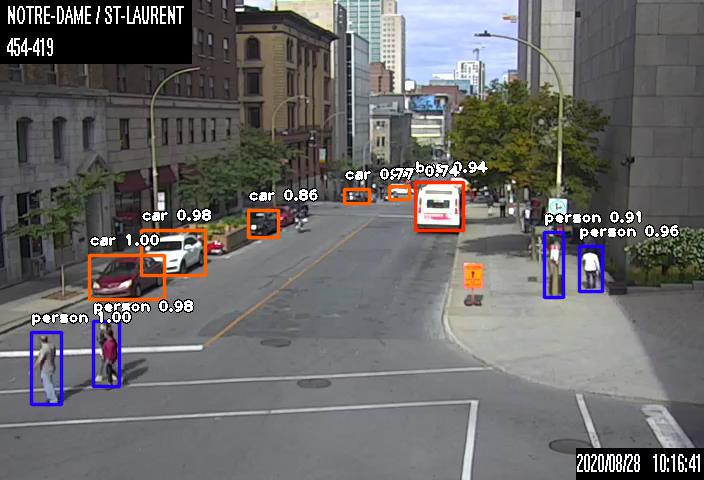 NOTRE-DAME / ST-LAURENT
454-419
bus 0.94
car 0.77
0.74
car 0.86
person 0.91
car 0.98
person 0.96
car 1.00
person 0.98
person 1.00
2020/08/28 10:16:41